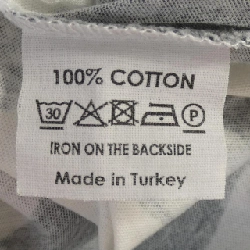 100% COTTON
30 P
IRON ON THE BACKSIDE
Made in Turkey